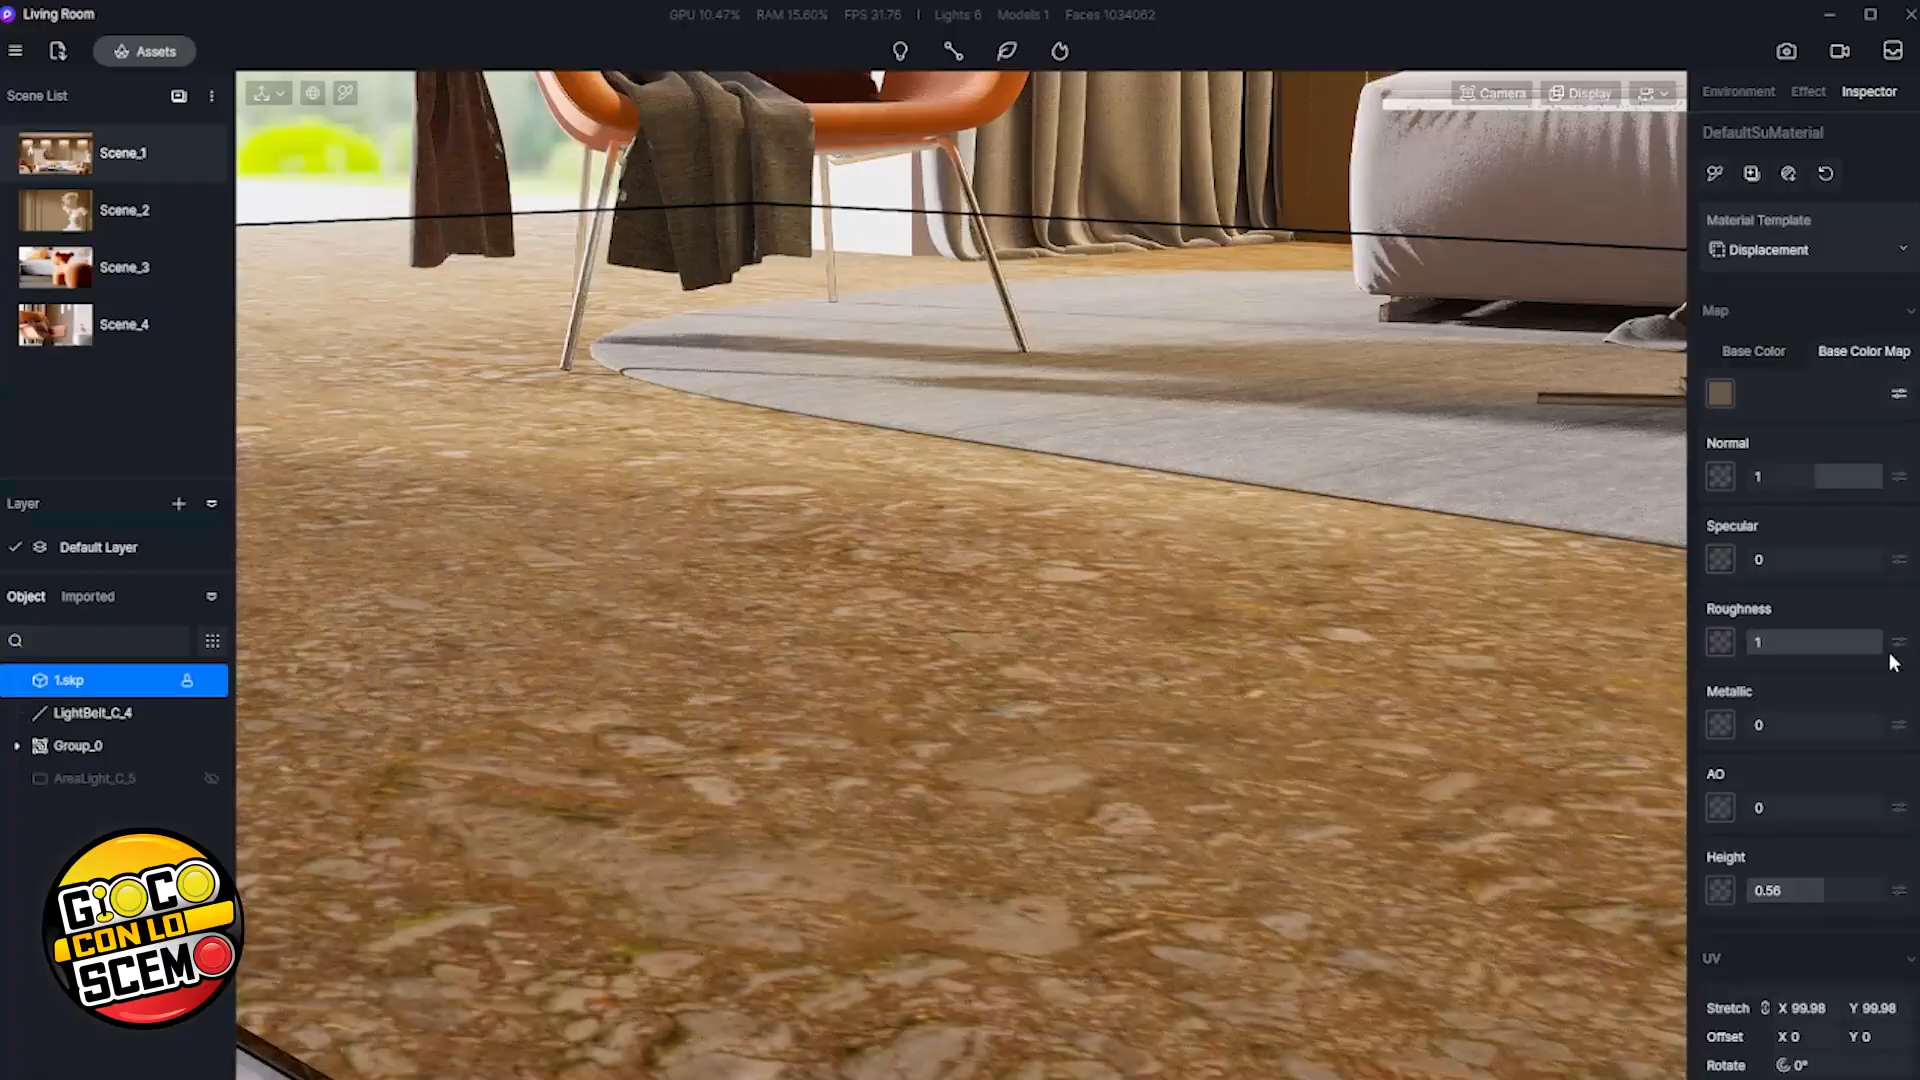 Living Room
GPU 10.47% RAM 15.60% FPS 31.76 | Lights 6 Models 1 Faces 1034062
Assets
Scene List
Scene_1
Scene_2
Scene_3
Scene_4
Layer
Default Layer
Object Imported
1.skp
LightBelt_C_4
Group_0
AreaLight_C_5
GIOCO
CON LO
SCEMO
Camera
Display
Environment Effect Inspector
DefaultSuMaterial
Material Template
Displacement
Map
Base Color Base Color Map
Normal
1
Specular
0
Roughness
1
Metallic
0
AO
0
Height
0.56
UV
Stretch X 99.98 Y 99.98
Offset X 0 Y 0
Rotate 0°